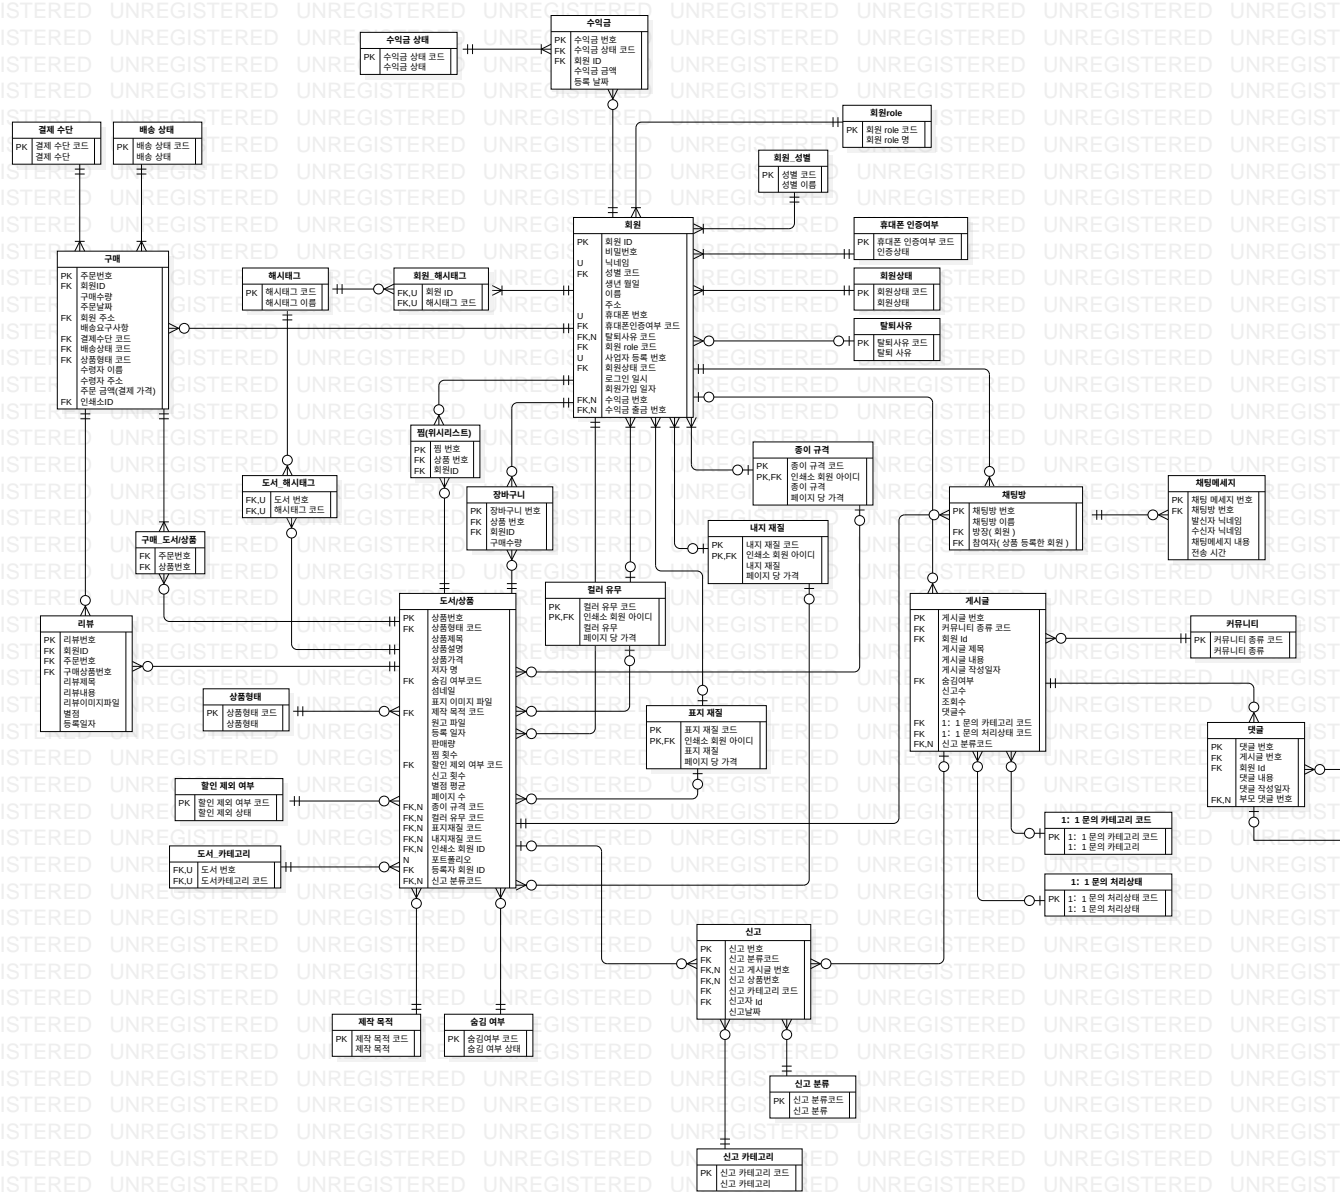 수익금
PK 수익금 번호
FK 수익금 상태 코드
FK 회원 ID
수익금 금액
등록 날짜
수익금 상태
PK 수익금 상태 코드
수익금 상태
회원role
PK 회원 role 코드
회원 role 명
결제 수단
PK 결제 수단 코드
결제 수단
배송 상태
PK 배송 상태 코드
배송 상태
회원_성별
PK 성별 코드
성별 이름
회원
PK 회원 ID
비밀번호
U 닉네임
FK 성별 코드
생년 월일
이름
주소
U 휴대폰 번호
FK 휴대폰인증여부 코드
FK,N 탈퇴사유 코드
FK 회원 role 코드
U 사업자 등록 번호
FK 회원상태 코드
로그인 일시
회원가입 일자
FK,N 수익금 번호
FK,N 수익금 출금 번호
휴대폰 인증여부
PK 휴대폰 인증여부 코드
인증상태
회원상태
PK 회원상태 코드
회원상태
탈퇴사유
PK 탈퇴사유 코드
탈퇴 사유
구매
PK 주문번호
FK 회원ID
구매수량
주문날짜
FK 회원 주소
배송요구사항
FK 결제수단 코드
FK 배송상태 코드
FK 상품형태 코드
수령자 이름
수령자 주소
주문 금액(결제 가격)
FK 인쇄소ID
해시태그
PK 해시태그 코드
해시태그 이름
회원_해시태그
FK,U 회원 ID
FK,U 해시태그 코드
찜(위시리스트)
PK 찜 번호
FK 상품 번호
FK 회원ID
장바구니
PK 장바구니 번호
FK 상품 번호
FK 회원ID
구매수량
도서_해시태그
FK,U 도서 번호
FK,U 해시태그 코드
구매_도서/상품
FK 주문번호
FK 상품번호
종이 규격
PK 종이 규격 코드
PK,FK 인쇄소 회원 아이디
종이 규격
페이지 당 가격
내지 재질
PK 내지 재질 코드
PK,FK 인쇄소 회원 아이디
내지 재질
페이지 당 가격
컬러 유무
PK 컬러 유무 코드
PK,FK 인쇄소 회원 아이디
컬러 유무
페이지 당 가격
표지 재질
PK 표지 재질 코드
PK,FK 인쇄소 회원 아이디
표지 재질
페이지 당 가격
채팅방
PK 채팅방 번호
채팅방 이름
FK 방장( 회원 )
FK 참여자( 상품 등록한 회원 )
채팅메세지
PK 채팅 메세지 번호
FK 채팅방 번호
발신자 닉네임
수신자 닉네임
채팅메세지 내용
전송 시간
리뷰
PK 리뷰번호
FK 회원ID
FK 주문번호
FK 구매상품번호
리뷰제목
리뷰내용
리뷰이미지파일
별점
등록일자
도서/상품
PK 상품번호
FK 상품형태 코드
상품제목
상품설명
상품가격
저자 명
FK 숨김 여부코드
섬네일
표지 이미지 파일
FK 제작 목적 코드
원고 파일
등록 일자
판매량
찜 횟수
FK 할인 제외 여부 코드
신고 횟수
별점 평균
페이지 수
FK,N 종이 규격 코드
FK,N 컬러 유무 코드
FK,N 표지재질 코드
FK,N 내지재질 코드
FK,N 인쇄소 회원 ID
N 포트폴리오
FK 등록자 회원 ID
FK,N 신고 분류코드
게시글
PK 게시글 번호
FK 커뮤니티 종류 코드
FK 회원 Id
게시글 제목
게시글 내용
게시글 작성일자
FK 숨김여부
신고수
조회수
댓글수
FK 1: 1 문의 카테고리 코드
FK 1: 1 문의 처리상태 코드
FK,N 신고 분류코드
커뮤니티
PK 커뮤니티 종류 코드
커뮤니티 종류
댓글
PK 댓글 번호
FK 게시글 번호
FK 회원 Id
댓글 내용
댓글 작성일자
FK,N 부모 댓글 번호
상품형태
PK 상품형태 코드
상품형태
할인 제외 여부
PK 할인 제외 여부 코드
할인 제외 상태
도서_카테고리
FK,U 도서 번호
FK,U 도서카테고리 코드
1: 1 문의 카테고리 코드
PK 1: 1 문의 카테고리 코드
1: 1 문의 카테고리
1: 1 문의 처리상태
PK 1: 1 문의 처리상태 코드
1: 1 문의 처리상태
신고
PK 신고 번호
FK 신고 분류코드
FK,N 신고 게시글 번호
FK,N 신고 상품번호
FK 신고 카테고리 코드
FK 신고자 Id
신고날짜
제작 목적
PK 제작 목적 코드
제작 목적
숨김 여부
PK 숨김여부 코드
숨김 여부 상태
신고 분류
PK 신고 분류코드
신고 분류
신고 카테고리
PK 신고 카테고리 코드
신고 카테고리